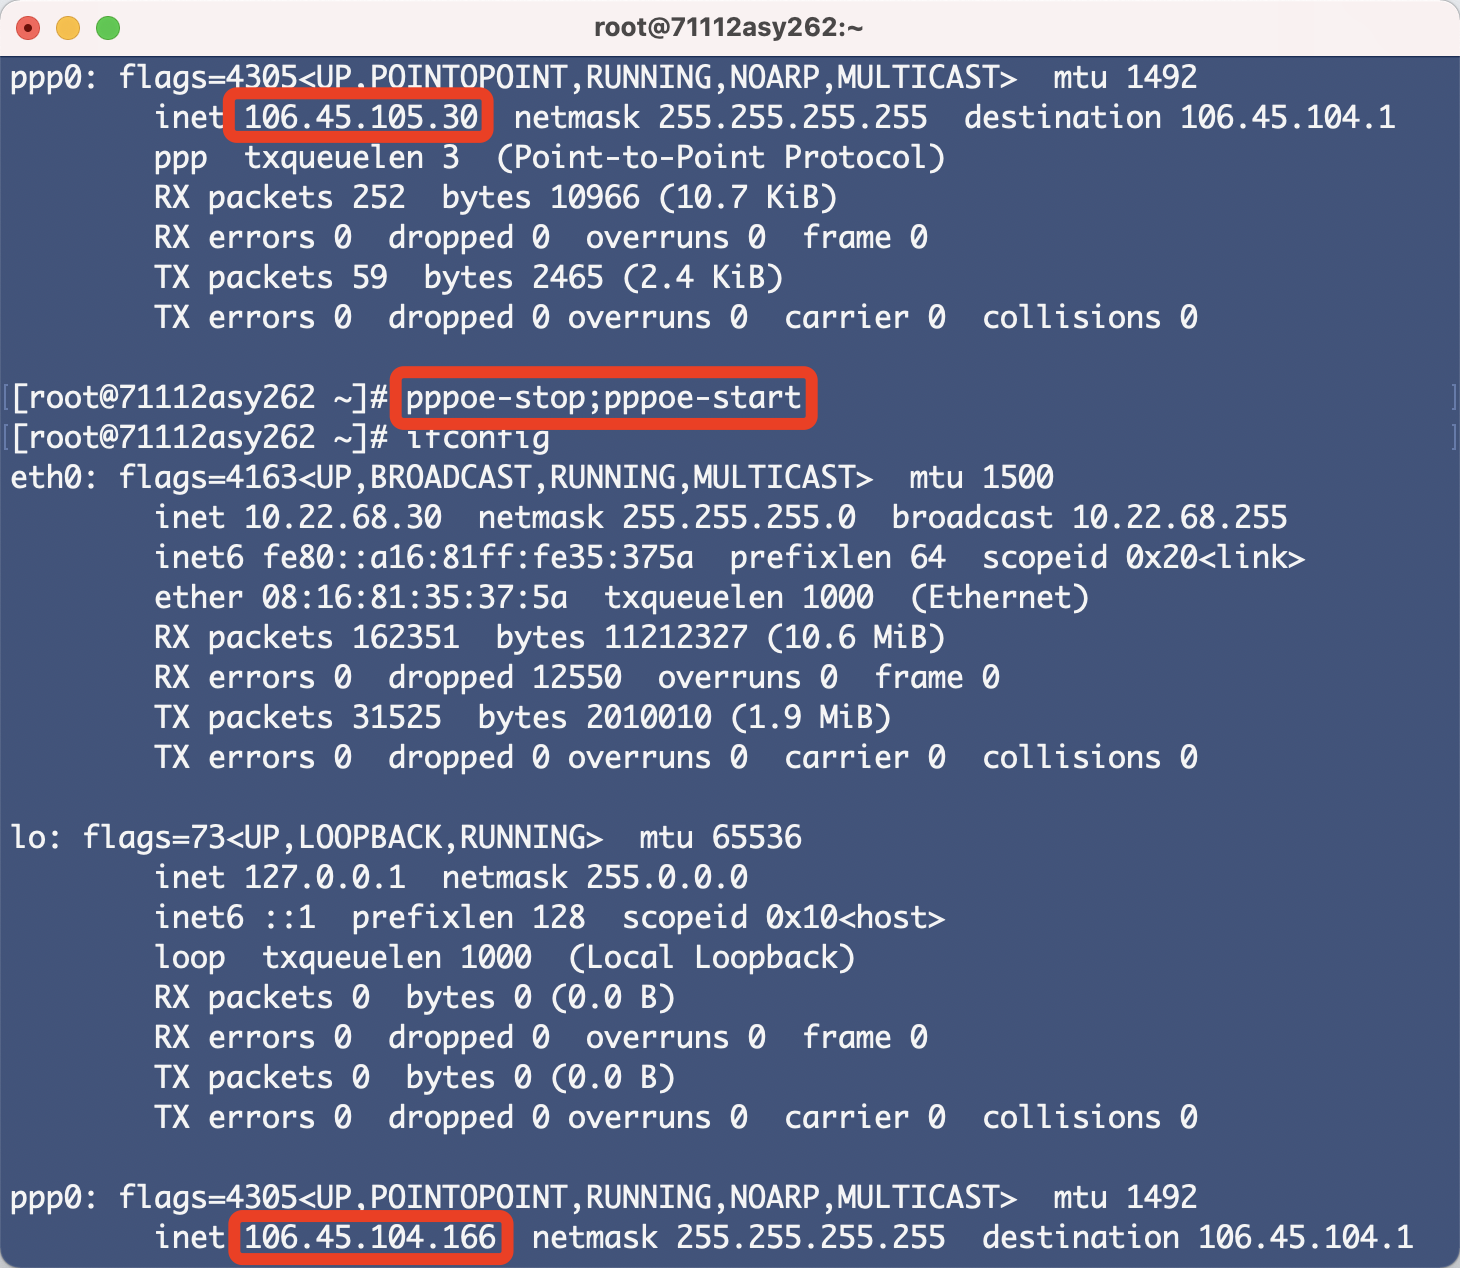 root@71112asy262:~
ppp0: flags=4305<UP,POINTOPOINT,RUNNING,NOARP,MULTICAST>  mtu 1492
        inet 106.45.105.30  netmask 255.255.255.255  destination 106.45.104.1
        ppp  txqueuelen 3  (Point-to-Point Protocol)
        RX packets 252  bytes 10966 (10.7 KiB)
        RX errors 0  dropped 0  overruns 0  frame 0
        TX packets 59  bytes 2465 (2.4 KiB)
        TX errors 0  dropped 0 overruns 0  carrier 0  collisions 0
[root@71112asy262 ~]# pppoe-stop;pppoe-start
[root@71112asy262 ~]# ifconfig
eth0: flags=4163<UP,BROADCAST,RUNNING,MULTICAST>  mtu 1500
        inet 10.22.68.30  netmask 255.255.255.0  broadcast 10.22.68.255
        inet6 fe80::a16:81ff:fe35:375a  prefixlen 64  scopeid 0x20<link>
        ether 08:16:81:35:37:5a  txqueuelen 1000  (Ethernet)
        RX packets 162351  bytes 11212327 (10.6 MiB)
        RX errors 0  dropped 12550  overruns 0  frame 0
        TX packets 31525  bytes 2010010 (1.9 MiB)
        TX errors 0  dropped 0 overruns 0  carrier 0  collisions 0
lo: flags=73<UP,LOOPBACK,RUNNING>  mtu 65536
        inet 127.0.0.1  netmask 255.0.0.0
        inet6 ::1  prefixlen 128  scopeid 0x10<host>
        loop  txqueuelen 1000  (Local Loopback)
        RX packets 0  bytes 0 (0.0 B)
        RX errors 0  dropped 0  overruns 0  frame 0
        TX packets 0  bytes 0 (0.0 B)
        TX errors 0  dropped 0 overruns 0  carrier 0  collisions 0
ppp0: flags=4305<UP,POINTOPOINT,RUNNING,NOARP,MULTICAST>  mtu 1492
        inet 106.45.104.166  netmask 255.255.255.255  destination 106.45.104.1